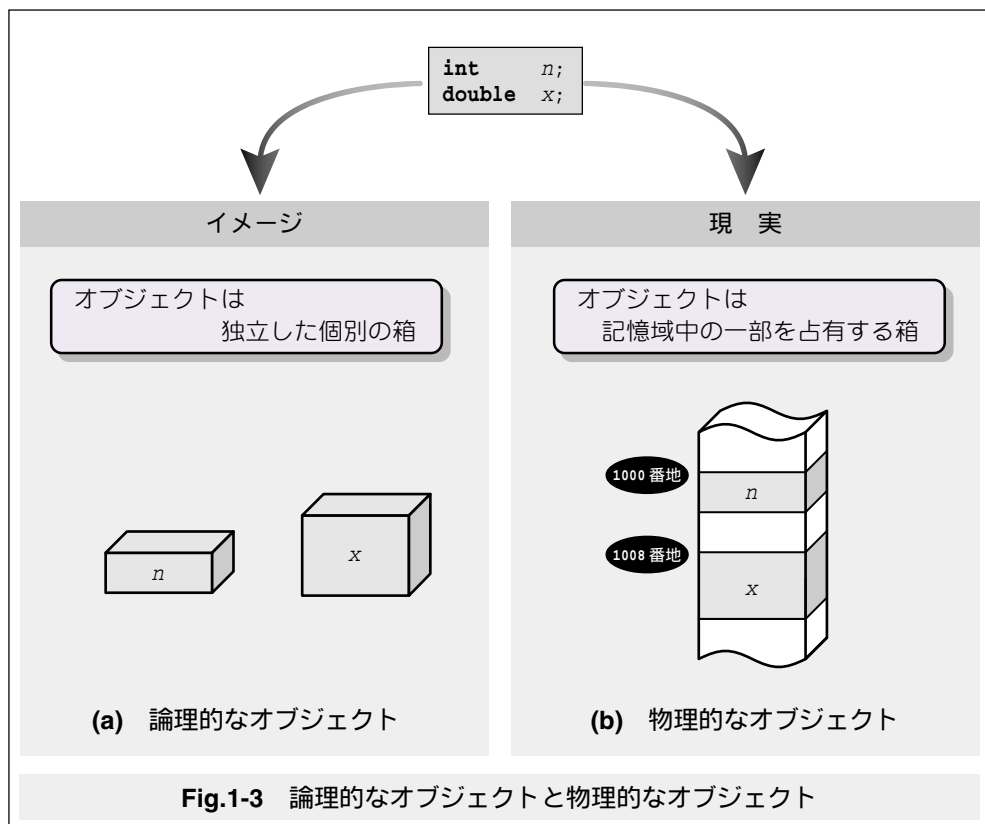 int n;
double x;
イメージ
オブジェクトは
独立した個別の箱
n
x
(a) 論理的なオブジェクト
現 実
オブジェクトは
記憶域中の一部を占有する箱
1000 番地
n
1008 番地
x
(b) 物理的なオブジェクト
Fig.1-3 論理的なオブジェクトと物理的なオブジェクト